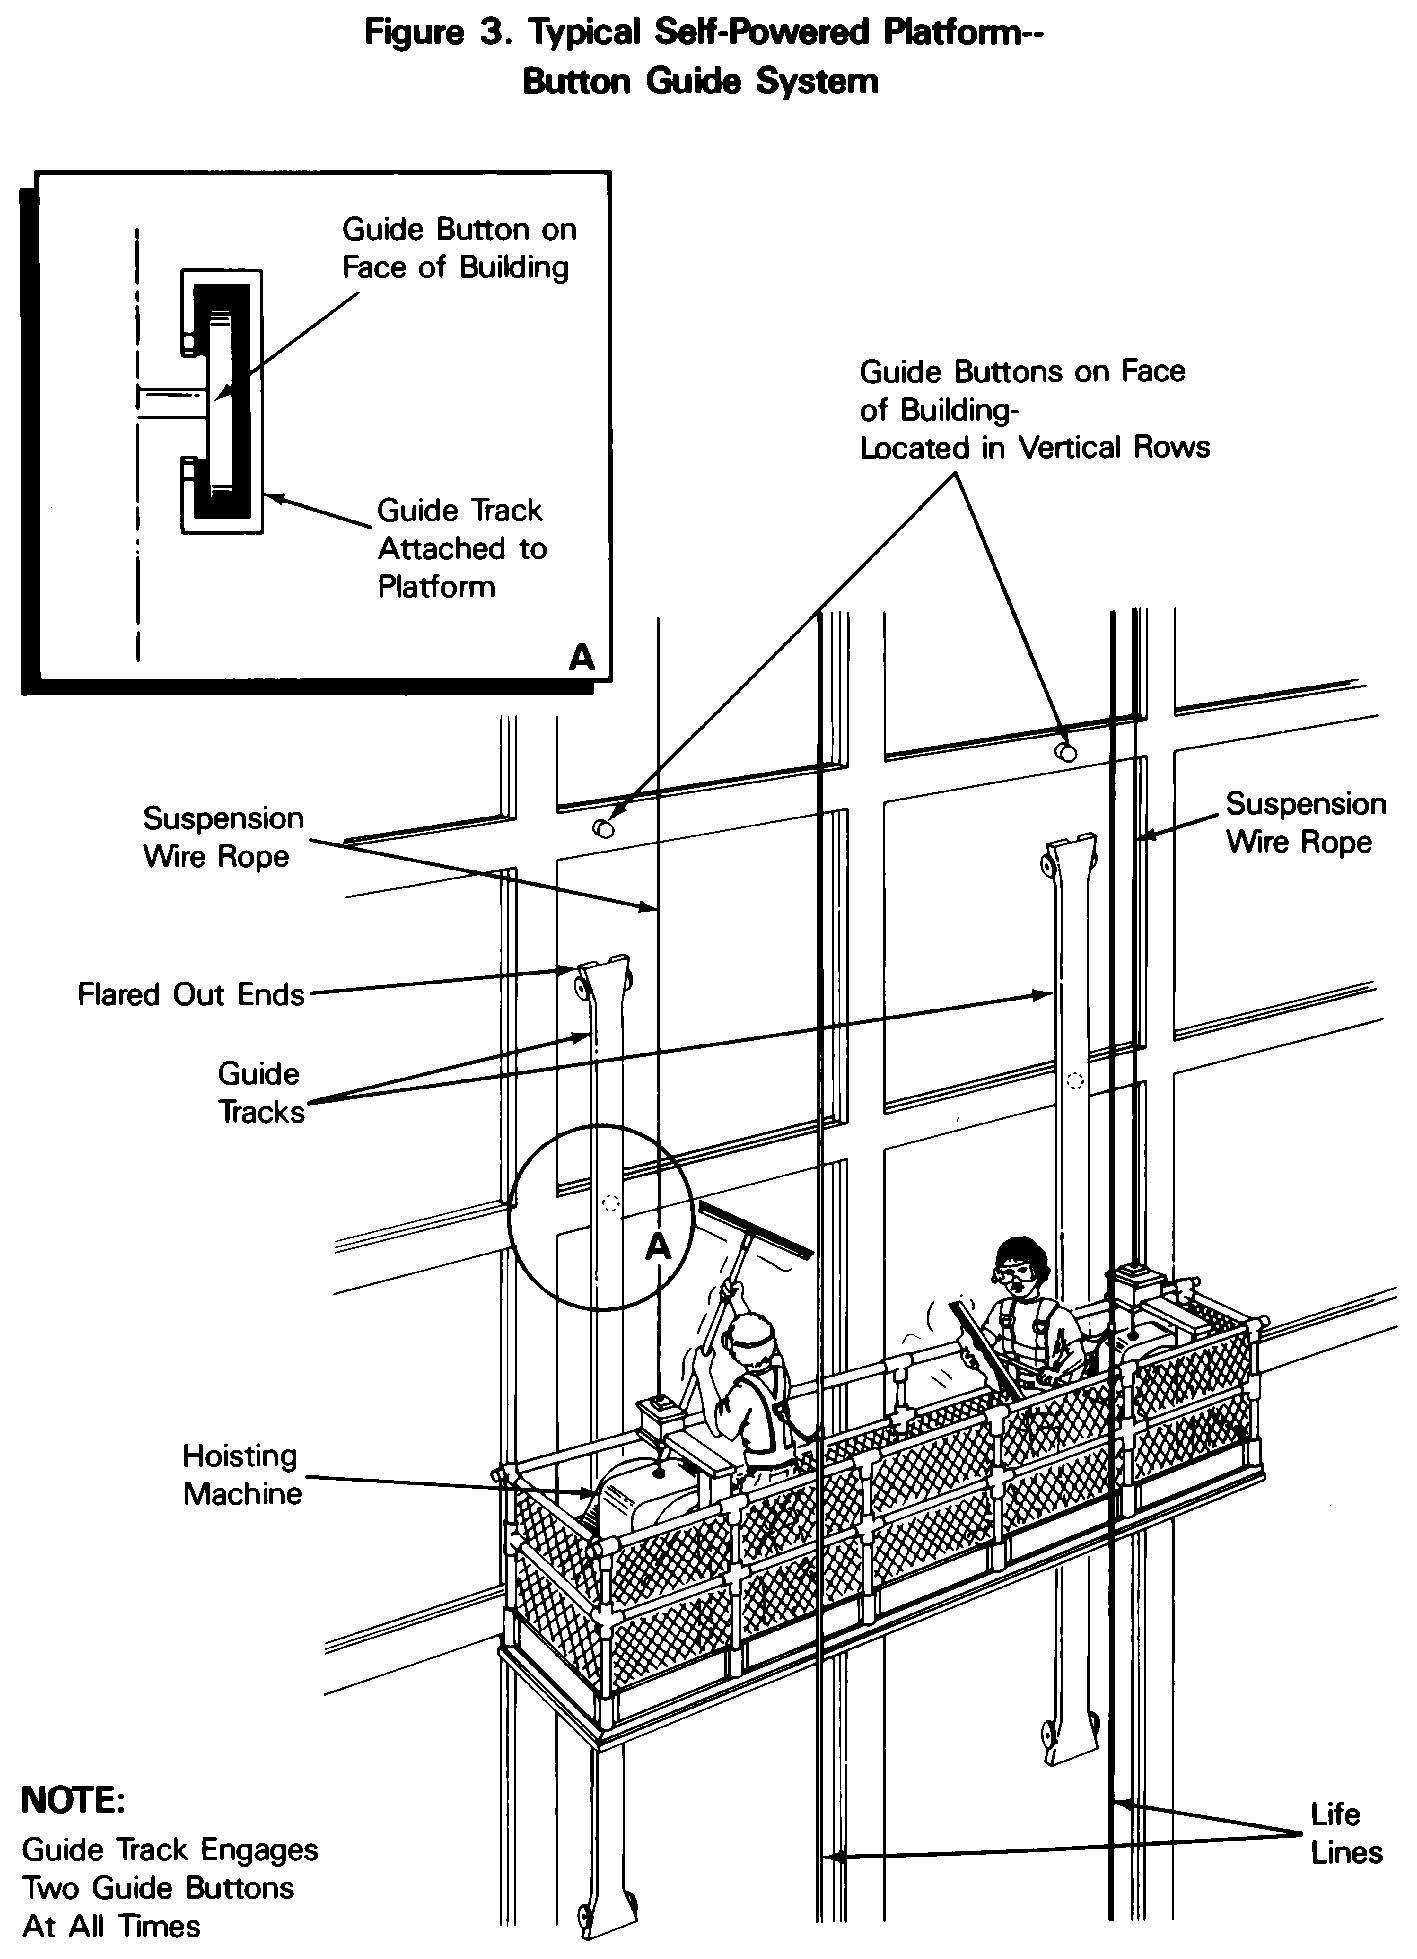 Figure 3. Typical Self-Powered Platform--
Button Guide System
Guide Button on
Face of Building
Guide Track
Attached to
Platform
A
Guide Buttons on Face
of Building-
Located in Vertical Rows
Suspension
Wire Rope
Suspension
Wire Rope
Flared Out Ends
Guide
Tracks
A
Hoisting
Machine
NOTE:
Guide Track Engages
Two Guide Buttons
At All Times
Life
Lines